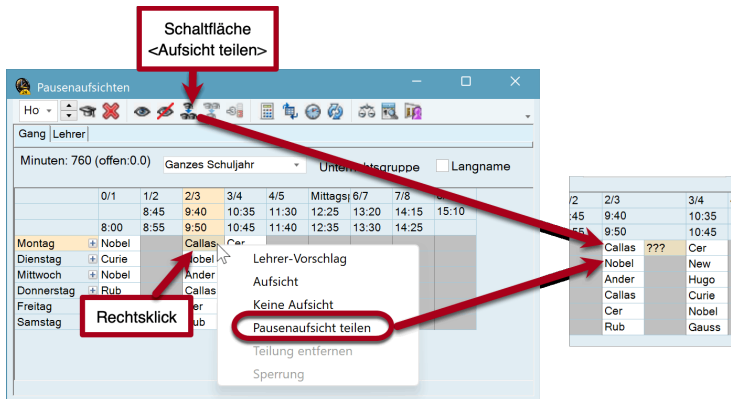 Schaltfläche
<Aufsicht teilen>
Pausenaufsichten
Ho
Gang Lehrer
Minuten: 760 (offen:0.0) Ganzes Schuljahr Langname
0/1 1/2 2/3 3/4 4/5 6/7 7/8
8:45 9:40 10:35 11:30 12:25 13:20 14:15 15:10
8:00 8:55 9:50 10:45 11:40 12:35 13:30 14:25
Montag Nobel Callas Cer
Dienstag Curie Nobel
Mittwoch Nobel Ander
Donnerstag Rub Callas
Freitag
Samstag
Rechtsklick
Lehrer-Vorschlag
Aufsicht
Keine Aufsicht
Pausenaufsicht teilen
Teilung entfernen
Sperrung
/2 2/3 3/4
:45 9:40 10:35
9:50 10:45
Callas ??? Cer
Nobel New
Ander Hugo
Callas Curie
Cer Nobel
Rub Gauss